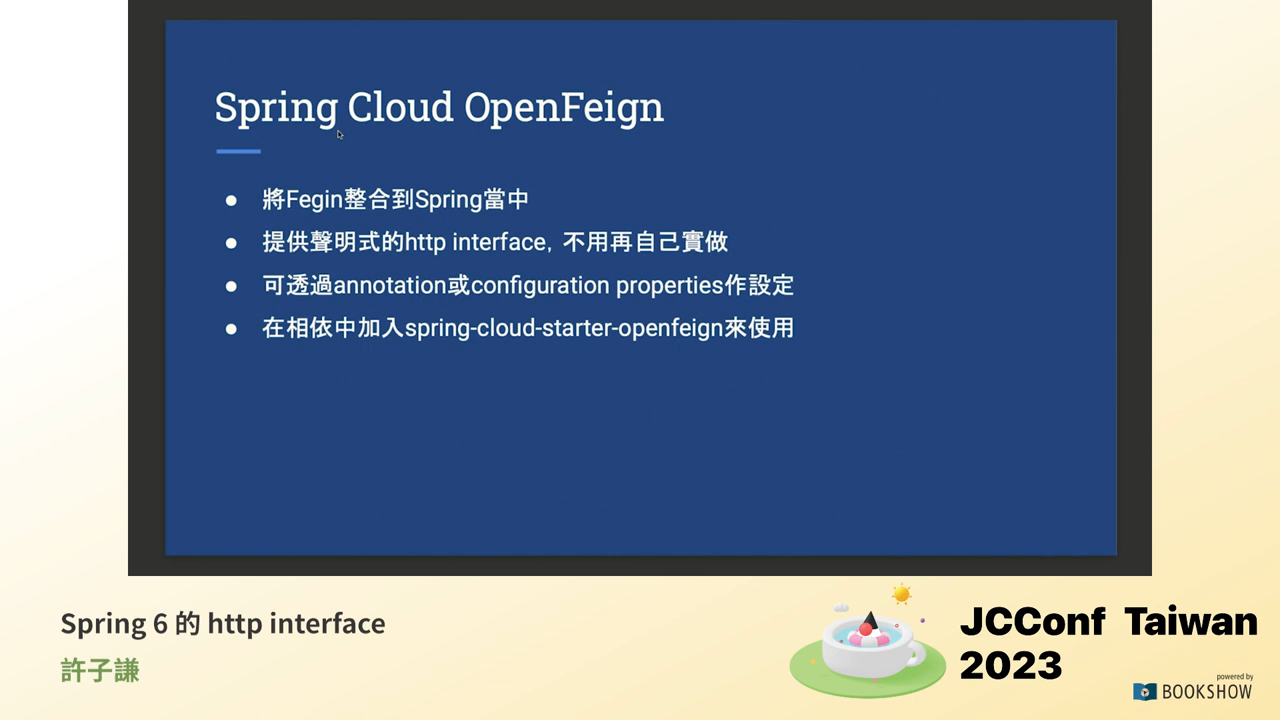 Spring Cloud OpenFeign
將Fegin整合到Spring當中
提供聲明式的http interface, 不用再自己實做
可透過annotation或configuration properties作設定
在相依中加入spring-cloud-starter-openfeign來使用
Spring 6 的 http interface
許子謙
JCConf Taiwan
2023
powered by
BOOKSHOW